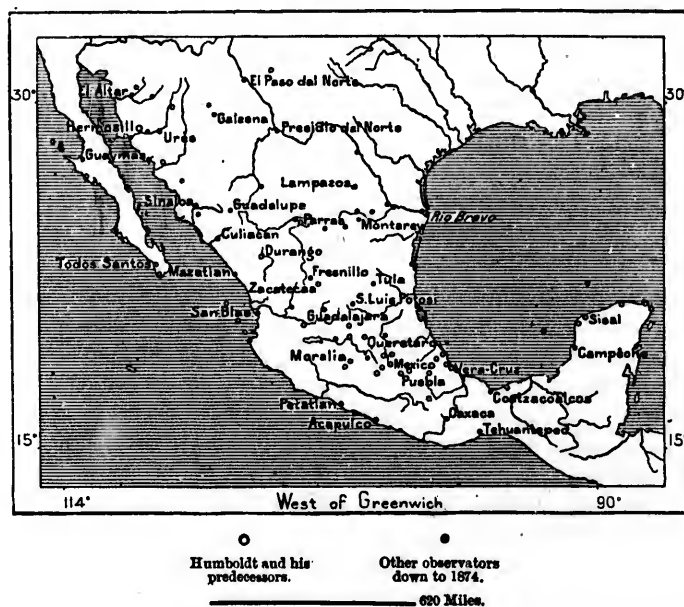 El Paso del Norte
30°
30°
El Altar
Galeana
Hermosillo
Ures
Presidio del Norte
Guaymas
Lampazos
Sinaloa
Guadalupe
Parras
Monterey
Rio Bravo
Culiacan
Durango
Todos Santos
Mazatlan
Fresnillo
Tula
Zacatecas
S. Luis Potosi
San Blas
Guadalajara
Sisal
Queretaro
Campêche
Moralia
Mexico
Vera-Cruz
Puebla
Coatzacoalcos
Petatlan
Oaxaca
Acapulco
Tehuantepec
15°
15°
114°
West of Greenwich
90°
Humboldt and his
predecessors.
Other observators
down to 1874.
620 Miles.